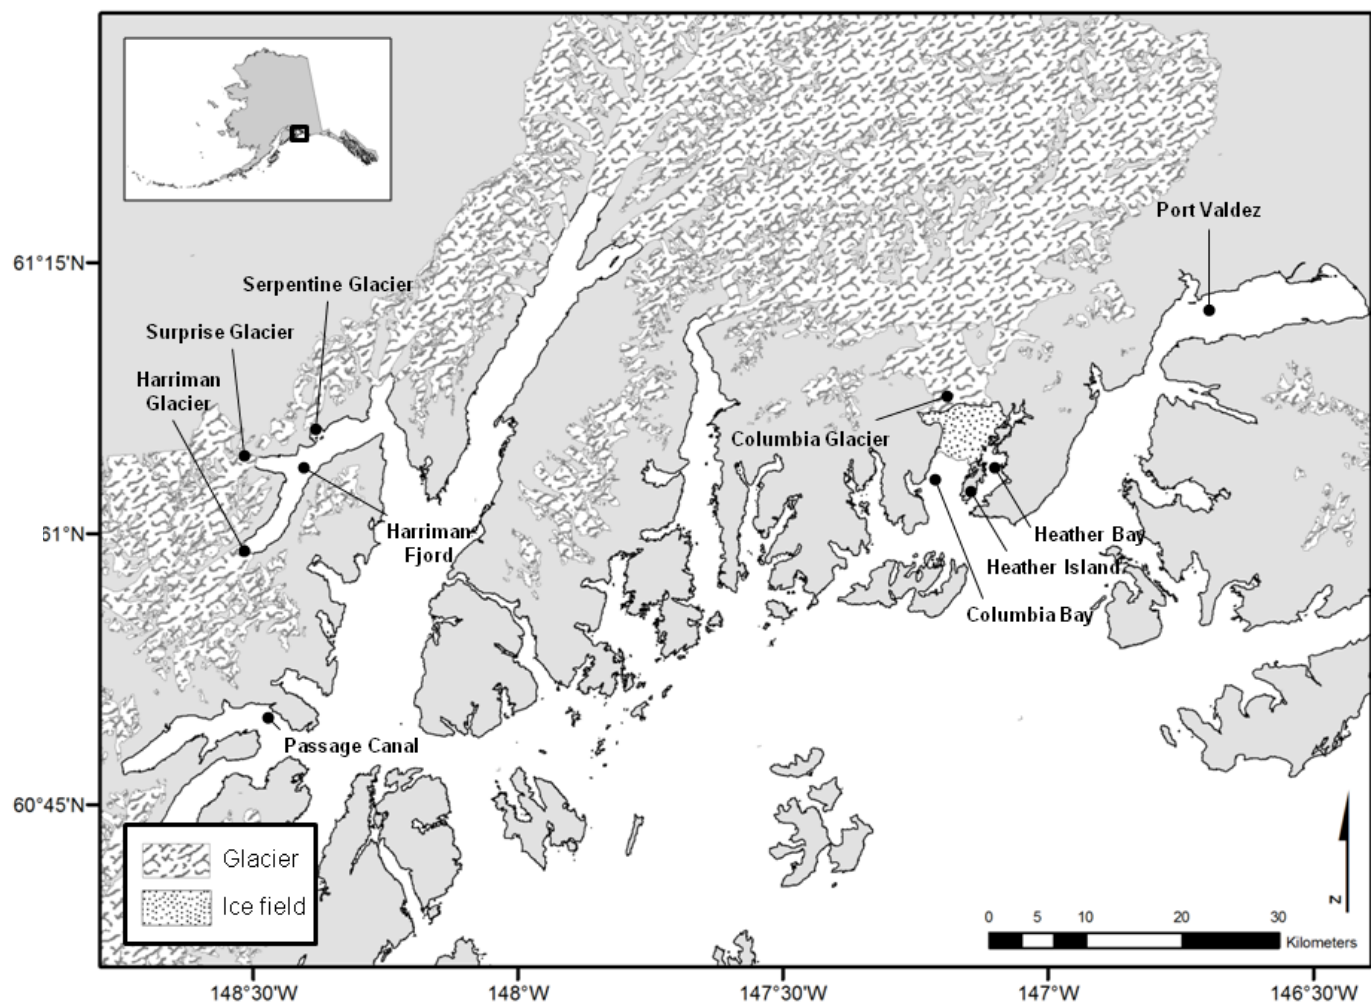 Port Valdez
61°15'N
Serpentine Glacier
Surprise Glacier
Harriman
Glacier
Columbia Glacier
61°N
Harriman
Fjord
Heather Bay
Heather Island
Columbia Bay
Passage Canal
60°45'N
Glacier
Ice field
N
0 5 10 20 30
Kilometers
148°30'W 148°W 147°30'W 147°W 146°30'W